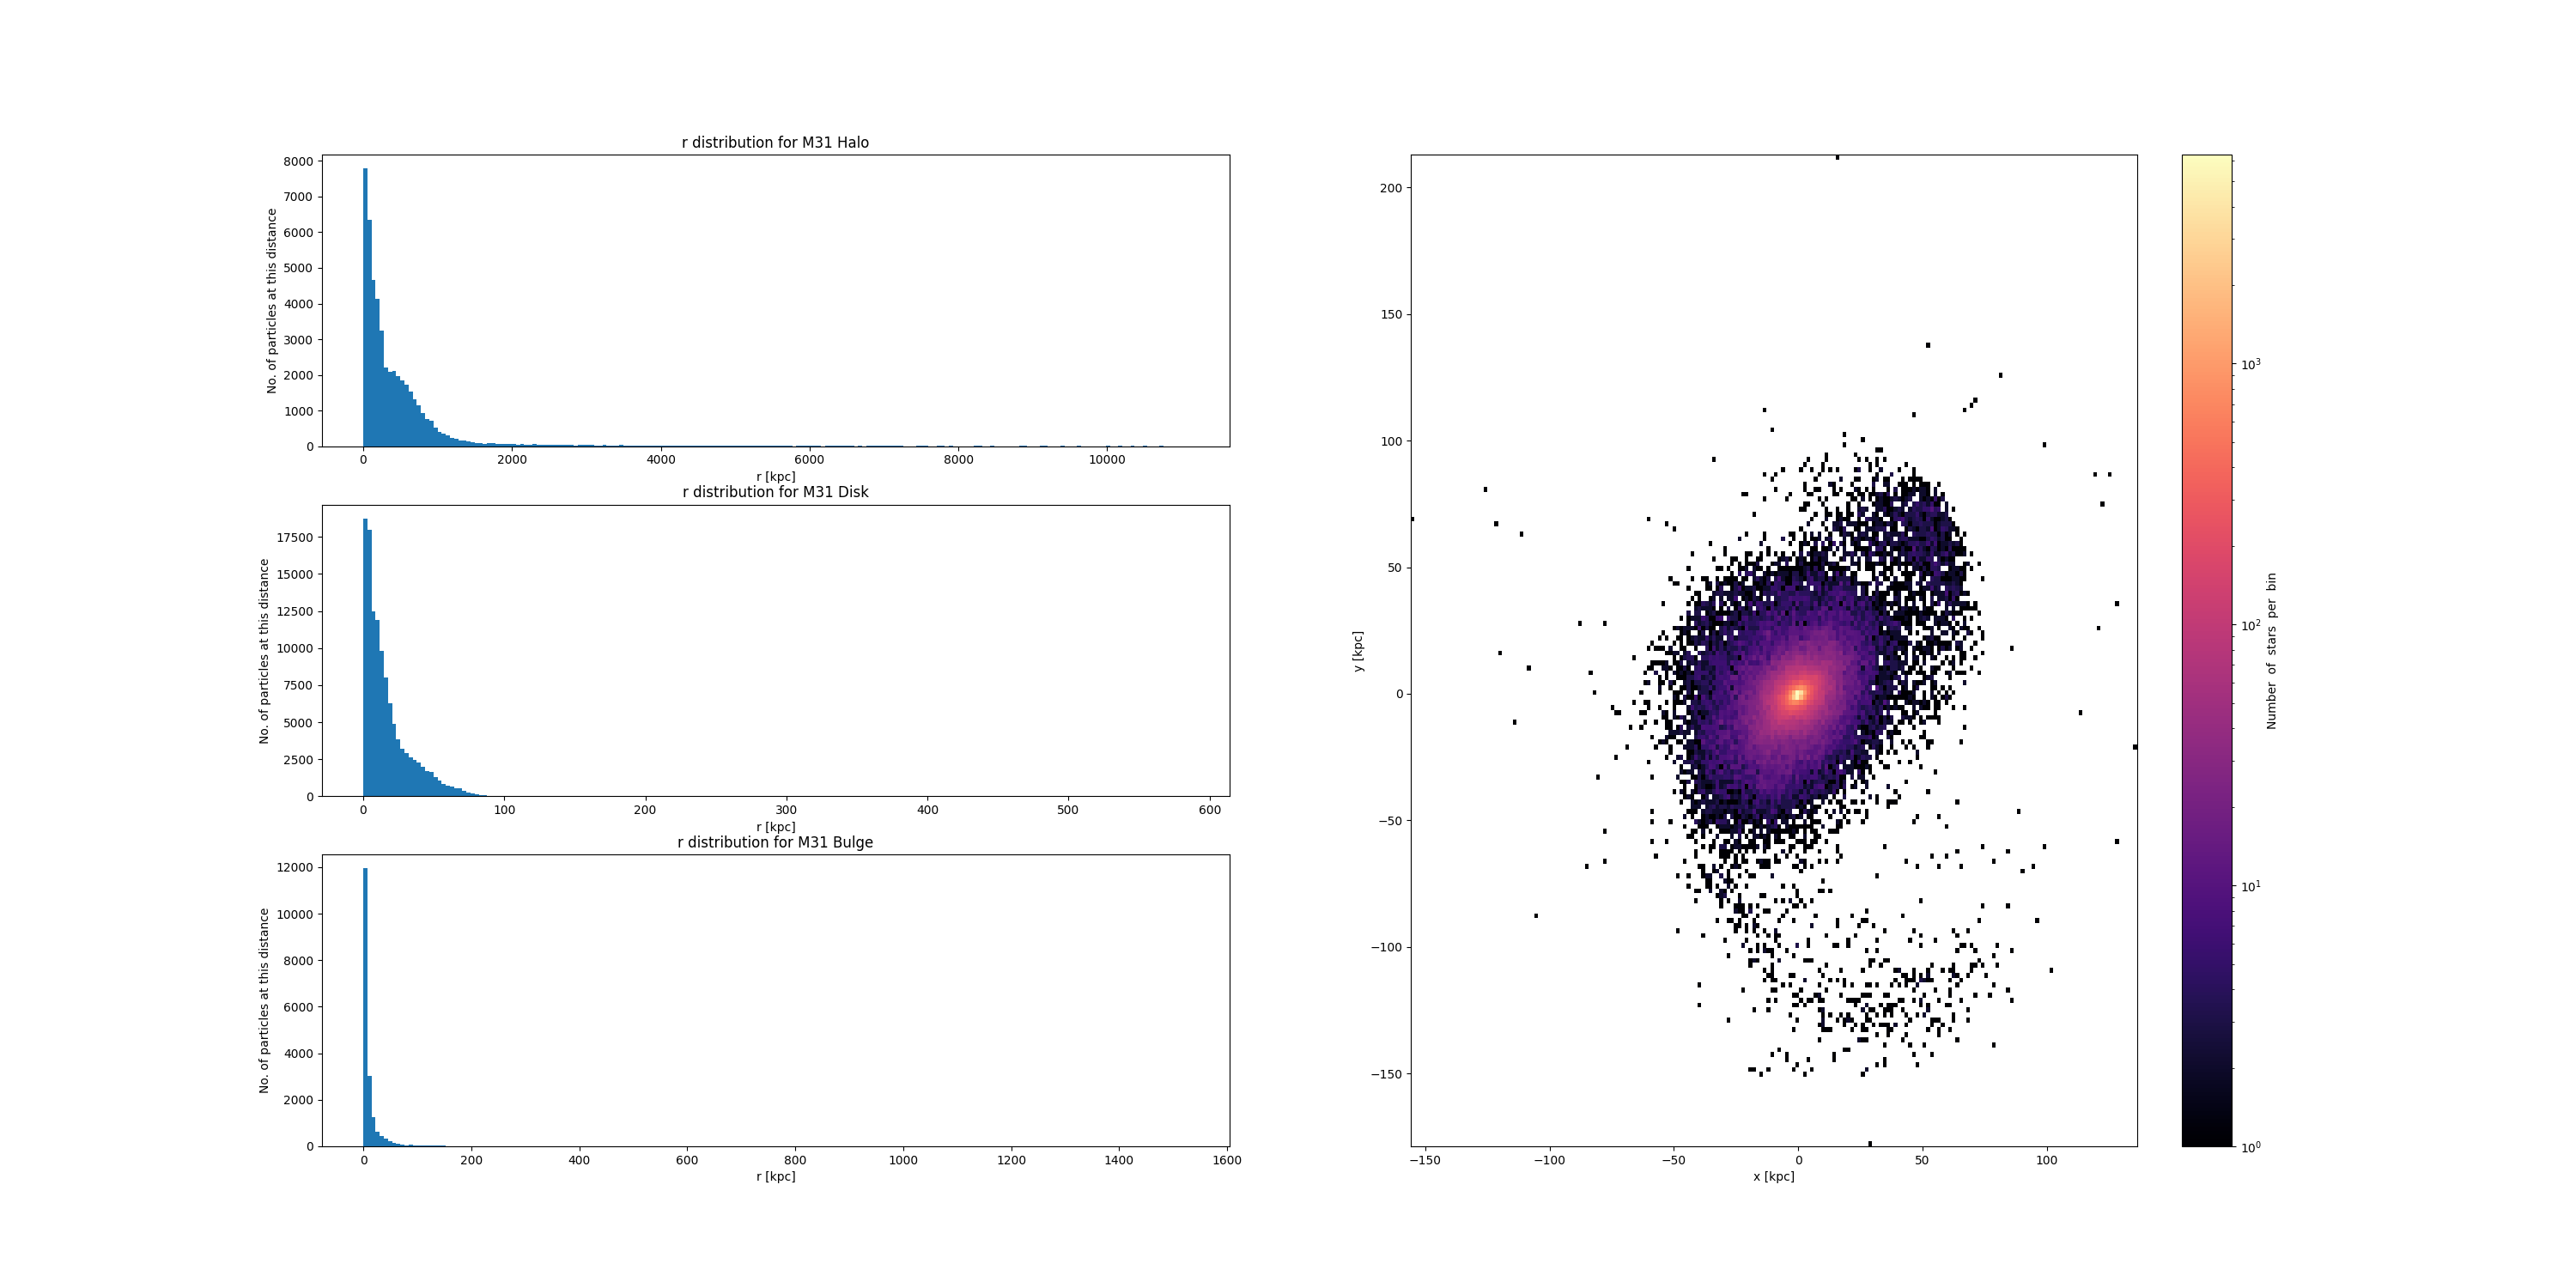 r distribution for M31 Halo
No. of particles at this distance
8000
7000
6000
5000
4000
3000
2000
1000
0
0 2000 4000 6000 8000 10000
r [kpc]
r distribution for M31 Disk
No. of particles at this distance
17500
15000
12500
10000
7500
5000
2500
0
0 100 200 300 400 500 600
r [kpc]
r distribution for M31 Bulge
No. of particles at this distance
12000
10000
8000
6000
4000
2000
0
0 200 400 600 800 1000 1200 1400 1600
r [kpc]
y [kpc]
200
150
100
50
0
−50
−100
−150
−150 −100 −50 0 50 100
x [kpc]
10³
10²
10¹
10⁰
Number of stars per bin